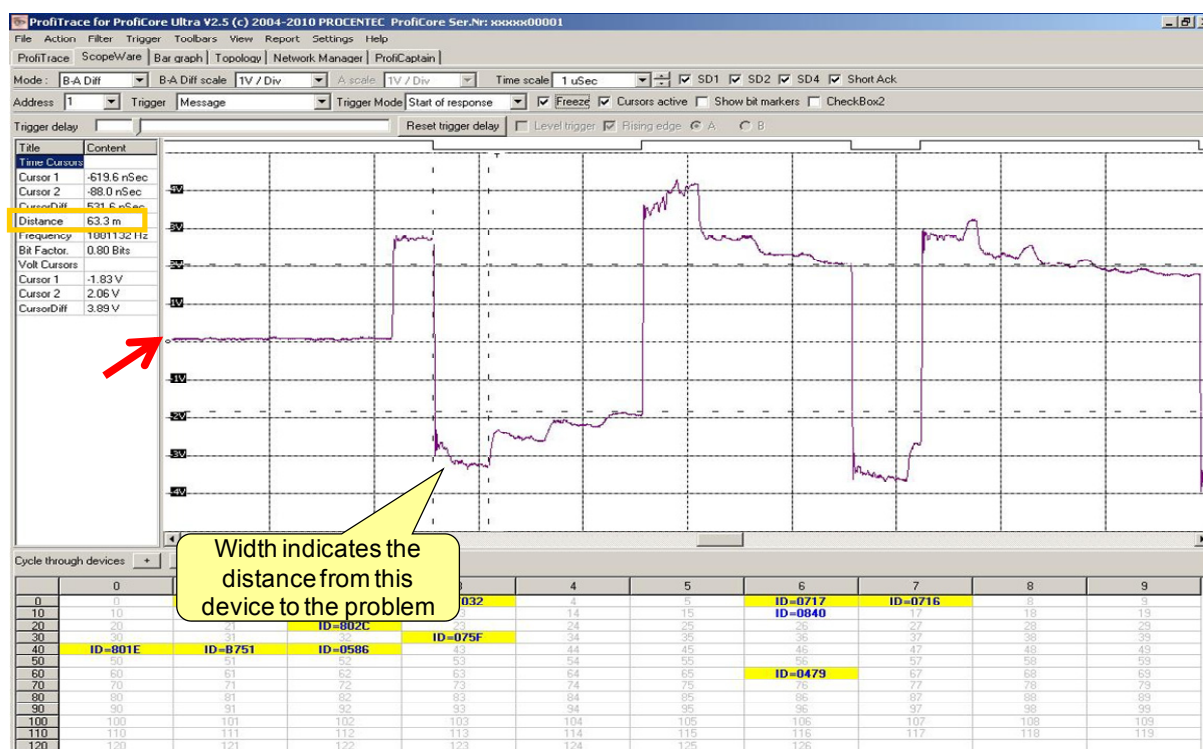 ProfiTrace for ProfiCore Ultra V2.5 (c) 2004-2010 PROCENTEC ProfiCore Ser.Nr: xxxxx00001
File Action Filter Trigger Toolbars View Report Settings Help
ProfiTrace ScopeWare Bar graph Topology Network Manager ProfiCaptain
Mode : B-A Diff B-A Diff scale 1V / Div A scale 1V / Div Time scale 1 uSec SD1 SD2 SD4 Short Ack
Address 1 Trigger Message Trigger Mode Start of response Freeze Cursors active Show bit markers CheckBox2
Trigger delay Reset trigger delay Level trigger Rising edge A B
Title Content
Time Cursors
Cursor 1 -619.6 nSec
Cursor 2 -88.0 nSec
CursorDiff 531.6 nSec
Distance 63.3 m
Frequency 1881132 Hz
Bit Factor. 0.80 Bits
Volt Cursors
Cursor 1 -1.83 V
Cursor 2 2.06 V
CursorDiff 3.89 V
T
4V
3V
2V
1V
0
-1V
-2V
-3V
-4V
Width indicates the
distance from this
device to the problem
Cycle through devices +
0 4 5 6 7 8 9
0 0 032 4 5 ID=0717 ID=0716 8 9
10 10 14 15 ID=0840 17 18 19
20 20 21 ID=802C 23 24 25 26 27 28 29
30 30 31 32 ID=075F 34 35 36 37 38 39
40 ID=801E ID=B751 ID=0586 43 44 45 46 47 48 49
50 50 51 52 53 54 55 56 57 58 59
60 60 61 62 63 64 65 ID=0479 67 68 69
70 70 71 72 73 74 75 76 77 78 79
80 80 81 82 83 84 85 86 87 88 89
90 90 91 92 93 94 95 96 97 98 99
100 100 101 102 103 104 105 106 107 108 109
110 110 111 112 113 114 115 116 117 118 119
120 120 121 122 123 124 125 126